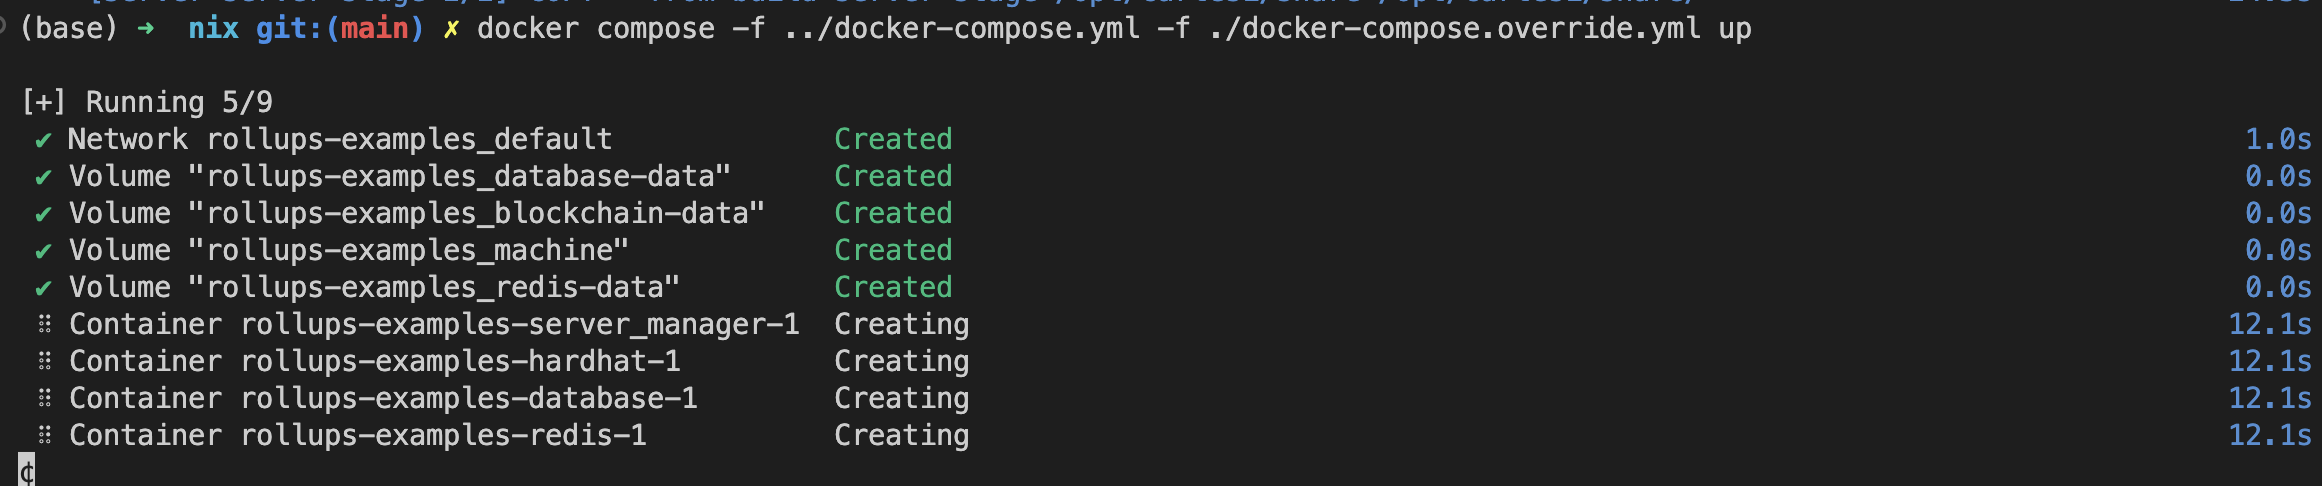 (base) ➜ nix git:(main) ✗ docker compose -f ../docker-compose.yml -f ./docker-compose.override.yml up
[+] Running 5/9
✔ Network rollups-examples_default Created 1.0s
✔ Volume "rollups-examples_database-data" Created 0.0s
✔ Volume "rollups-examples_blockchain-data" Created 0.0s
✔ Volume "rollups-examples_machine" Created 0.0s
✔ Volume "rollups-examples_redis-data" Created 0.0s
⠿ Container rollups-examples-server_manager-1 Creating 12.1s
⠿ Container rollups-examples-hardhat-1 Creating 12.1s
⠿ Container rollups-examples-database-1 Creating 12.1s
⠿ Container rollups-examples-redis-1 Creating 12.1s
¢